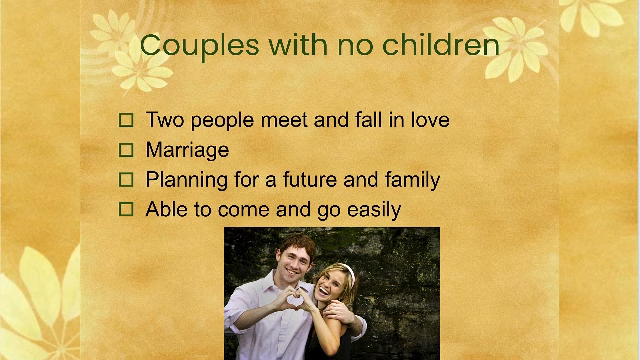 Couples with no children
Two people meet and fall in love
Marriage
Planning for a future and family
Able to come and go easily